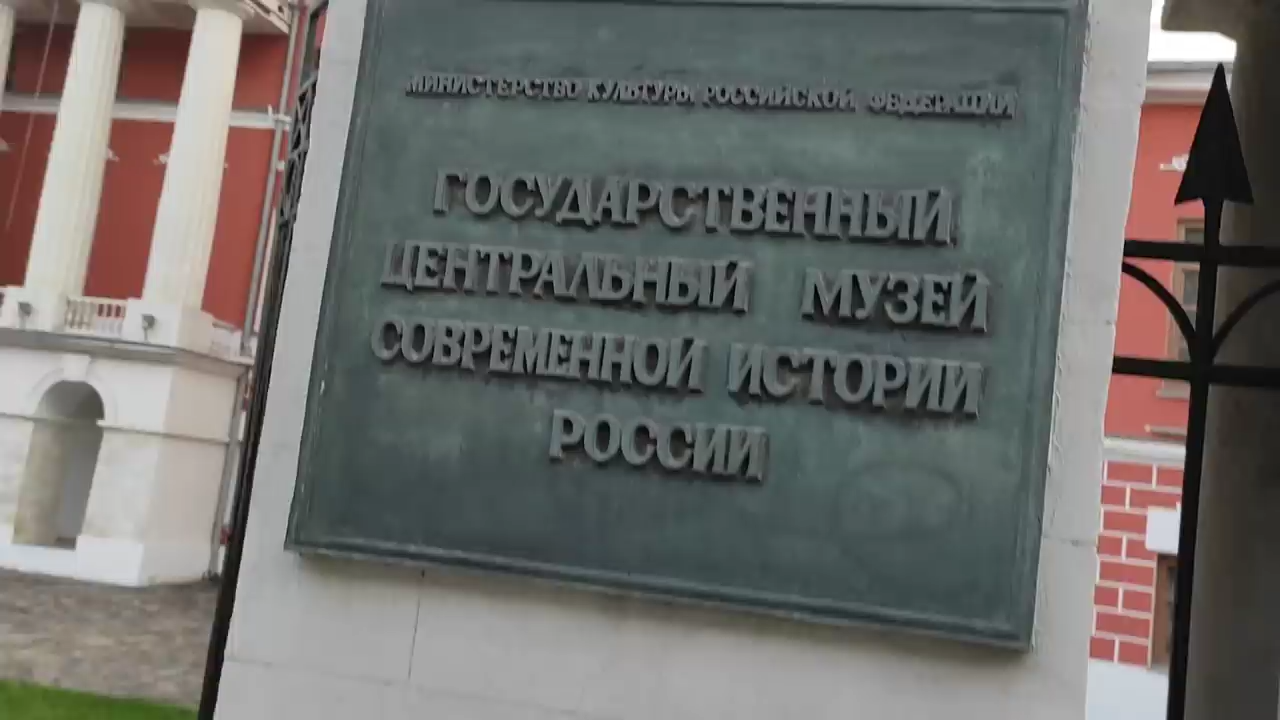 МИНИСТЕРСТВО КУЛЬТУРЫ РОССИЙСКОЙ ФЕДЕРАЦИИ
ГОСУДАРСТВЕННЫЙ
ЦЕНТРАЛЬНЫЙ МУЗЕЙ
СОВРЕМЕННОЙ ИСТОРИИ
РОССИИ